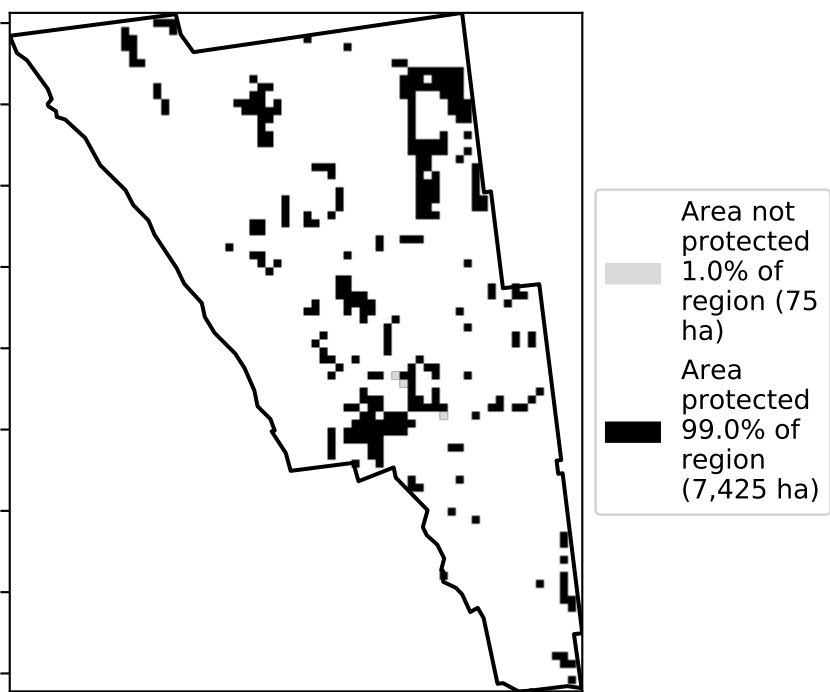 Area not
protected
1.0% of
region (75
ha)
Area
protected
99.0% of
region
(7,425 ha)